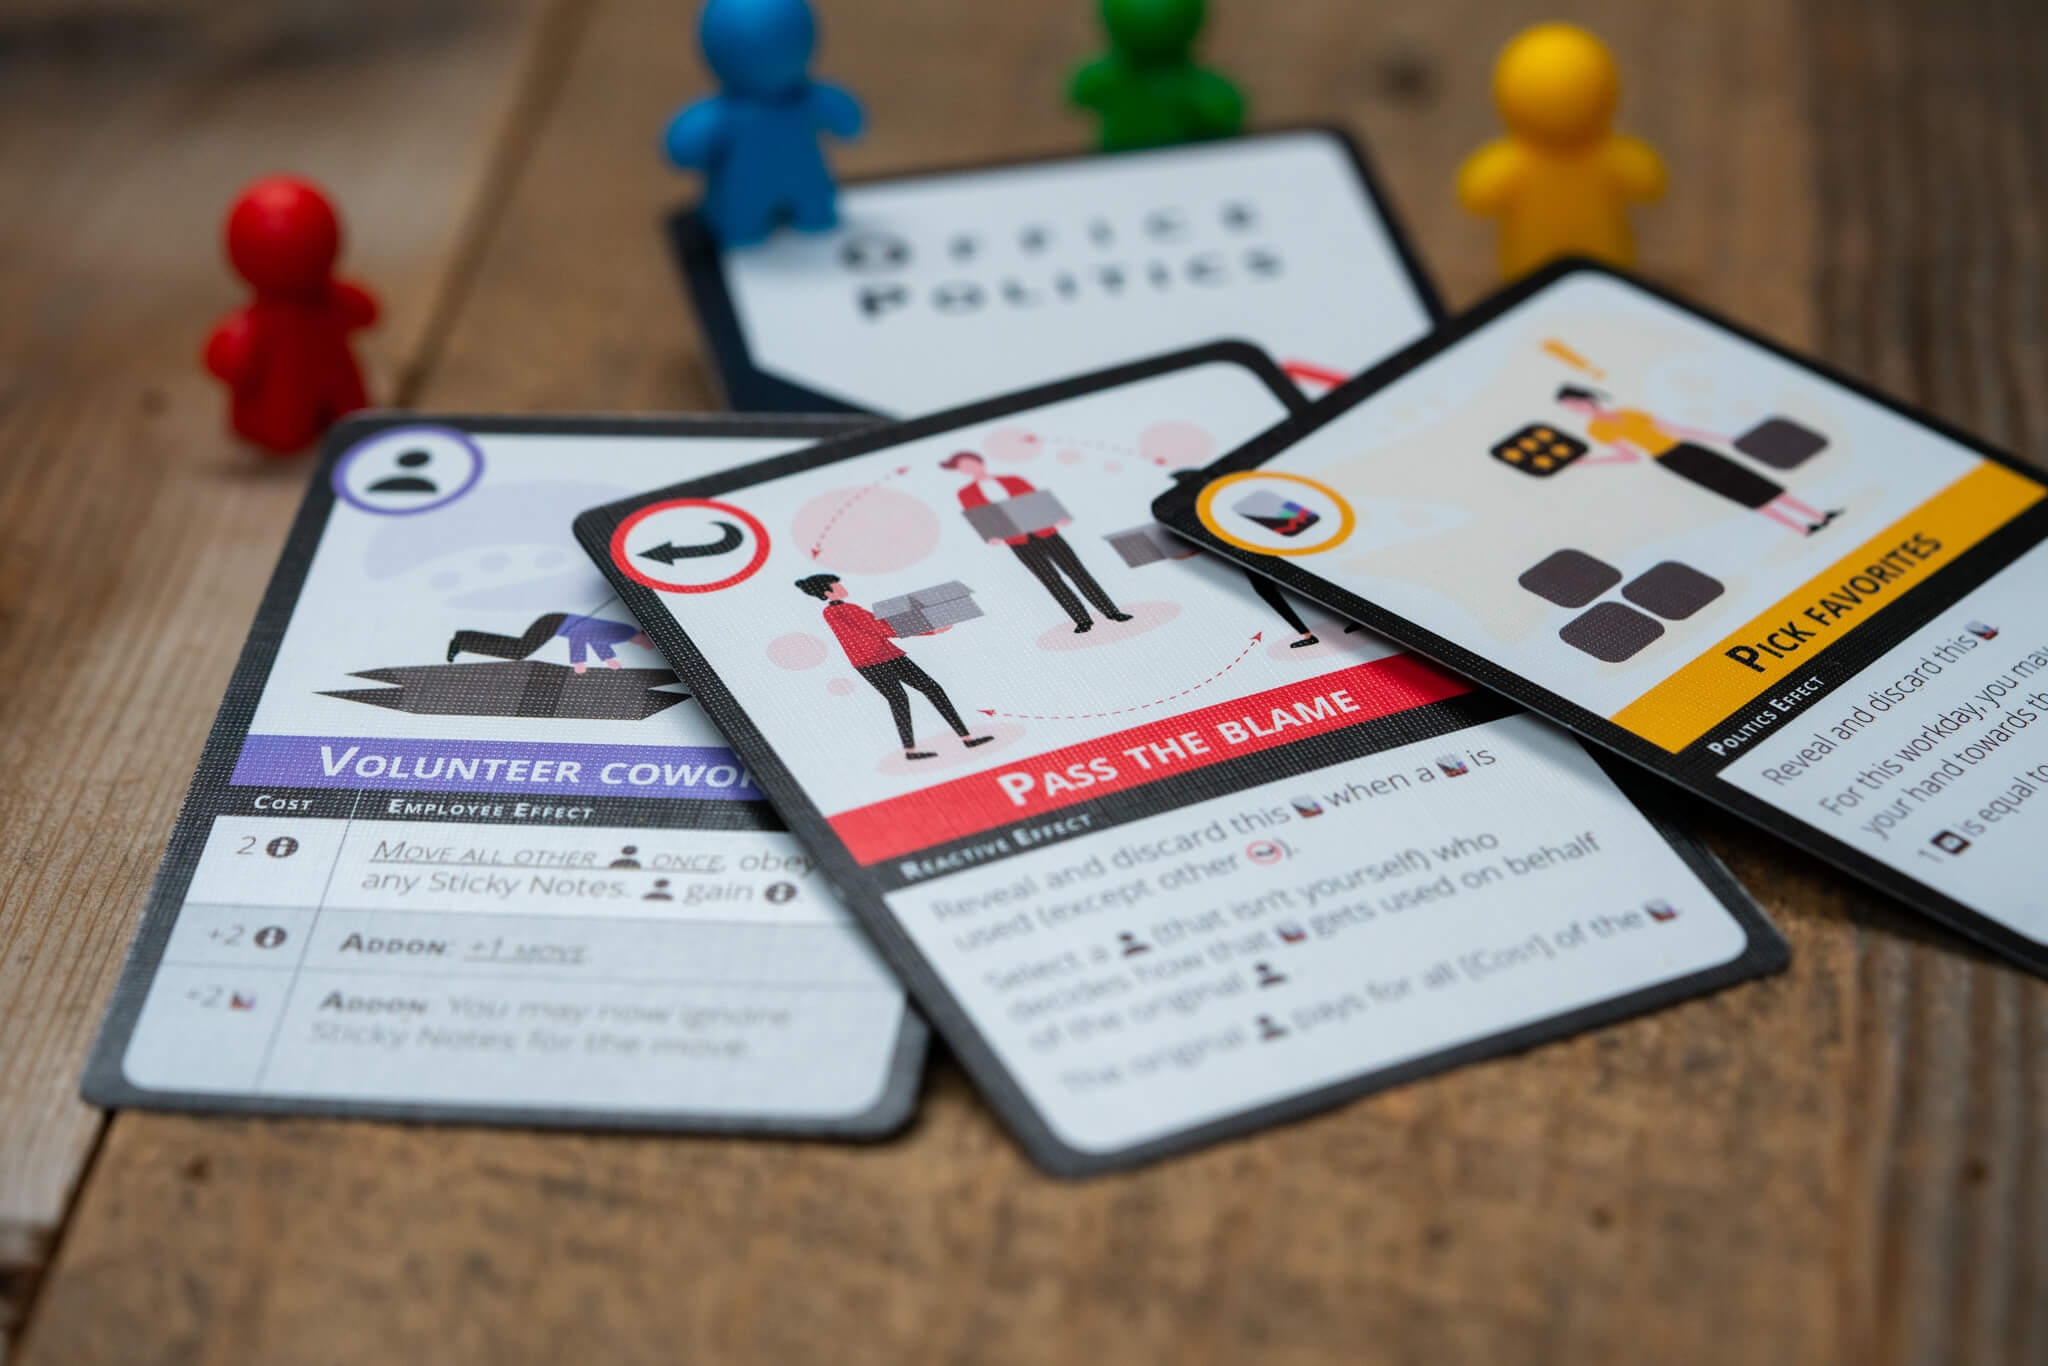 OFFICE
POLITICS
VOLUNTEER COWO
COST EMPLOYEE EFFECT
2 MOVE ALL OTHER ONCE, obey
any Sticky Notes. gain .
+2 ADDON: +1 MOVE
+2 ADDON: You may now ignore
Sticky Notes for the move.
PASS THE BLAME
REACTIVE EFFECT
Reveal and discard this when a is
used (except other ).
Select a (that isn't yourself) who
decides how that gets used on behalf
of the original .
The original pays for all [COST] of the .
PICK FAVORITES
POLITICS EFFECT
Reveal and discard this
For this workday, you may
your hand towards th
1 is equal to